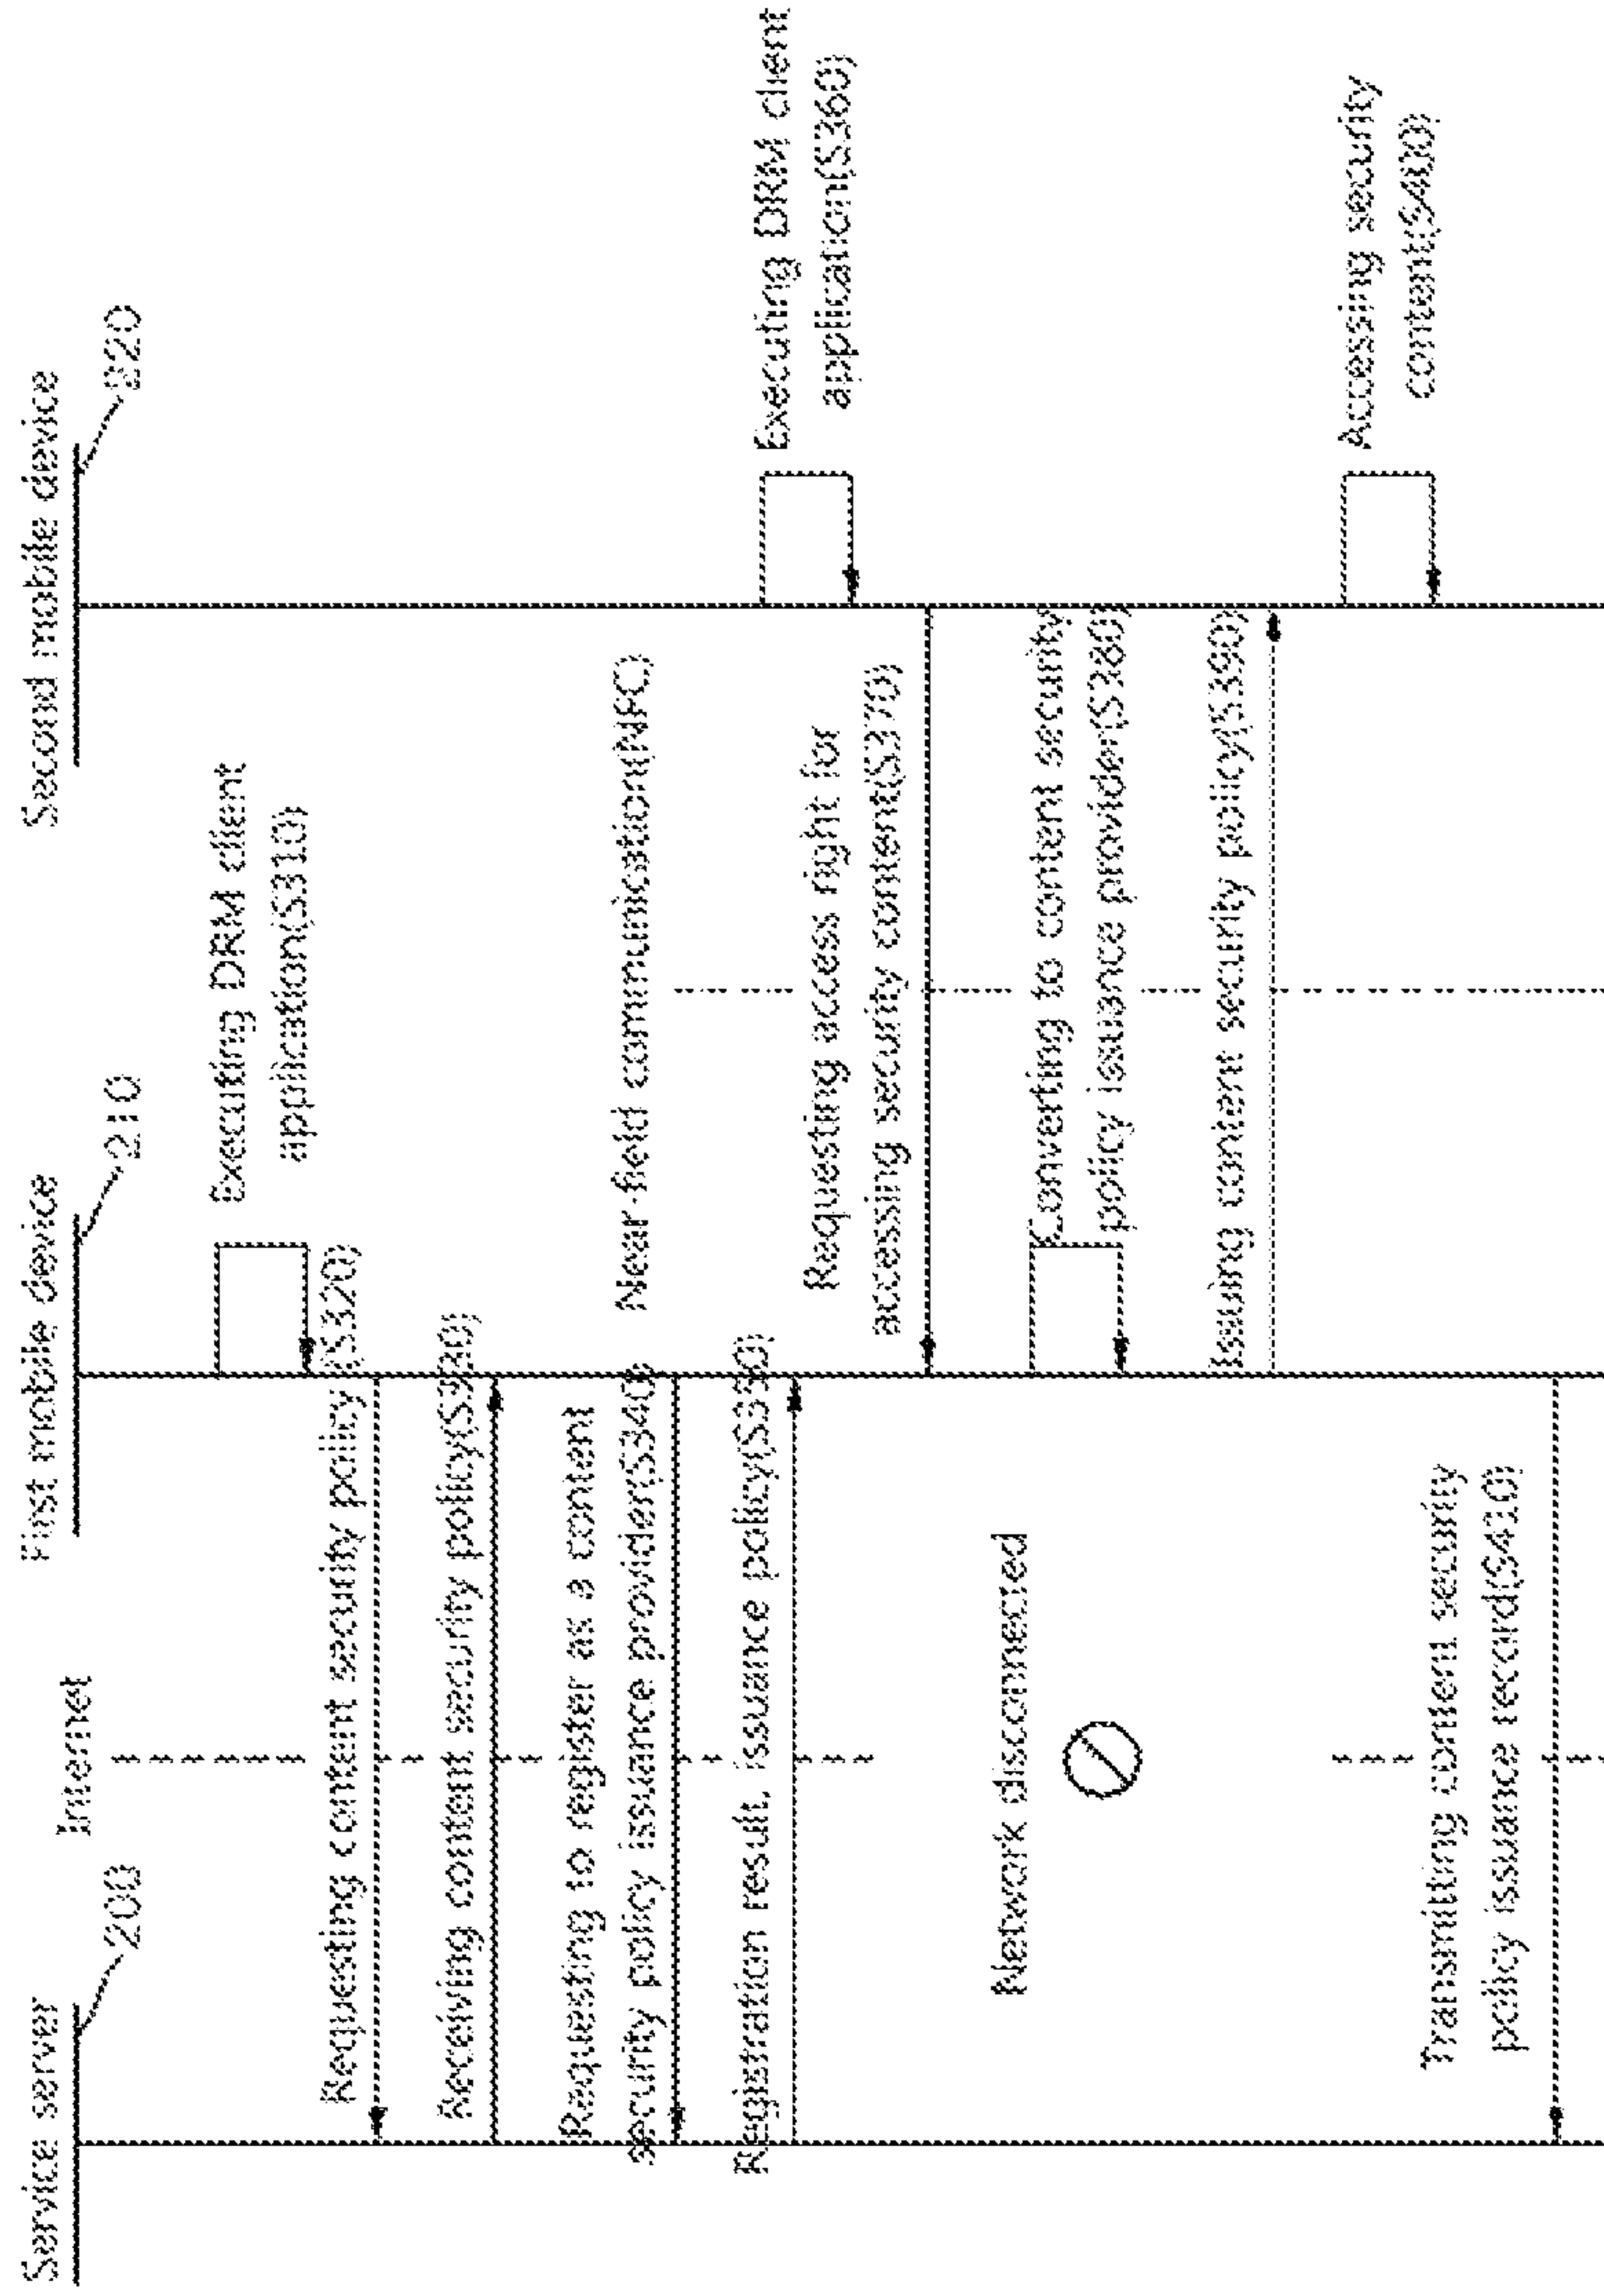 Service server
200
Internet
First mobile device
210
Second mobile device
220
Executing DRM client
application(S310)
Requesting content security policy (S320)
Receiving content security policy(S330)
Requesting to register as a content
security policy issuance provider(S340)
Near-field communication(NFC)
Registration result, issuance policy(S350)
Executing DRM client
application(S360)
Requesting access right for
accessing security content(S370)
Network disconnected
Converting to content security
policy issuance provider(S380)
Issuing content security policy(S390)
Accessing security
content(S400)
Transmitting content security
policy issuance record(S410)